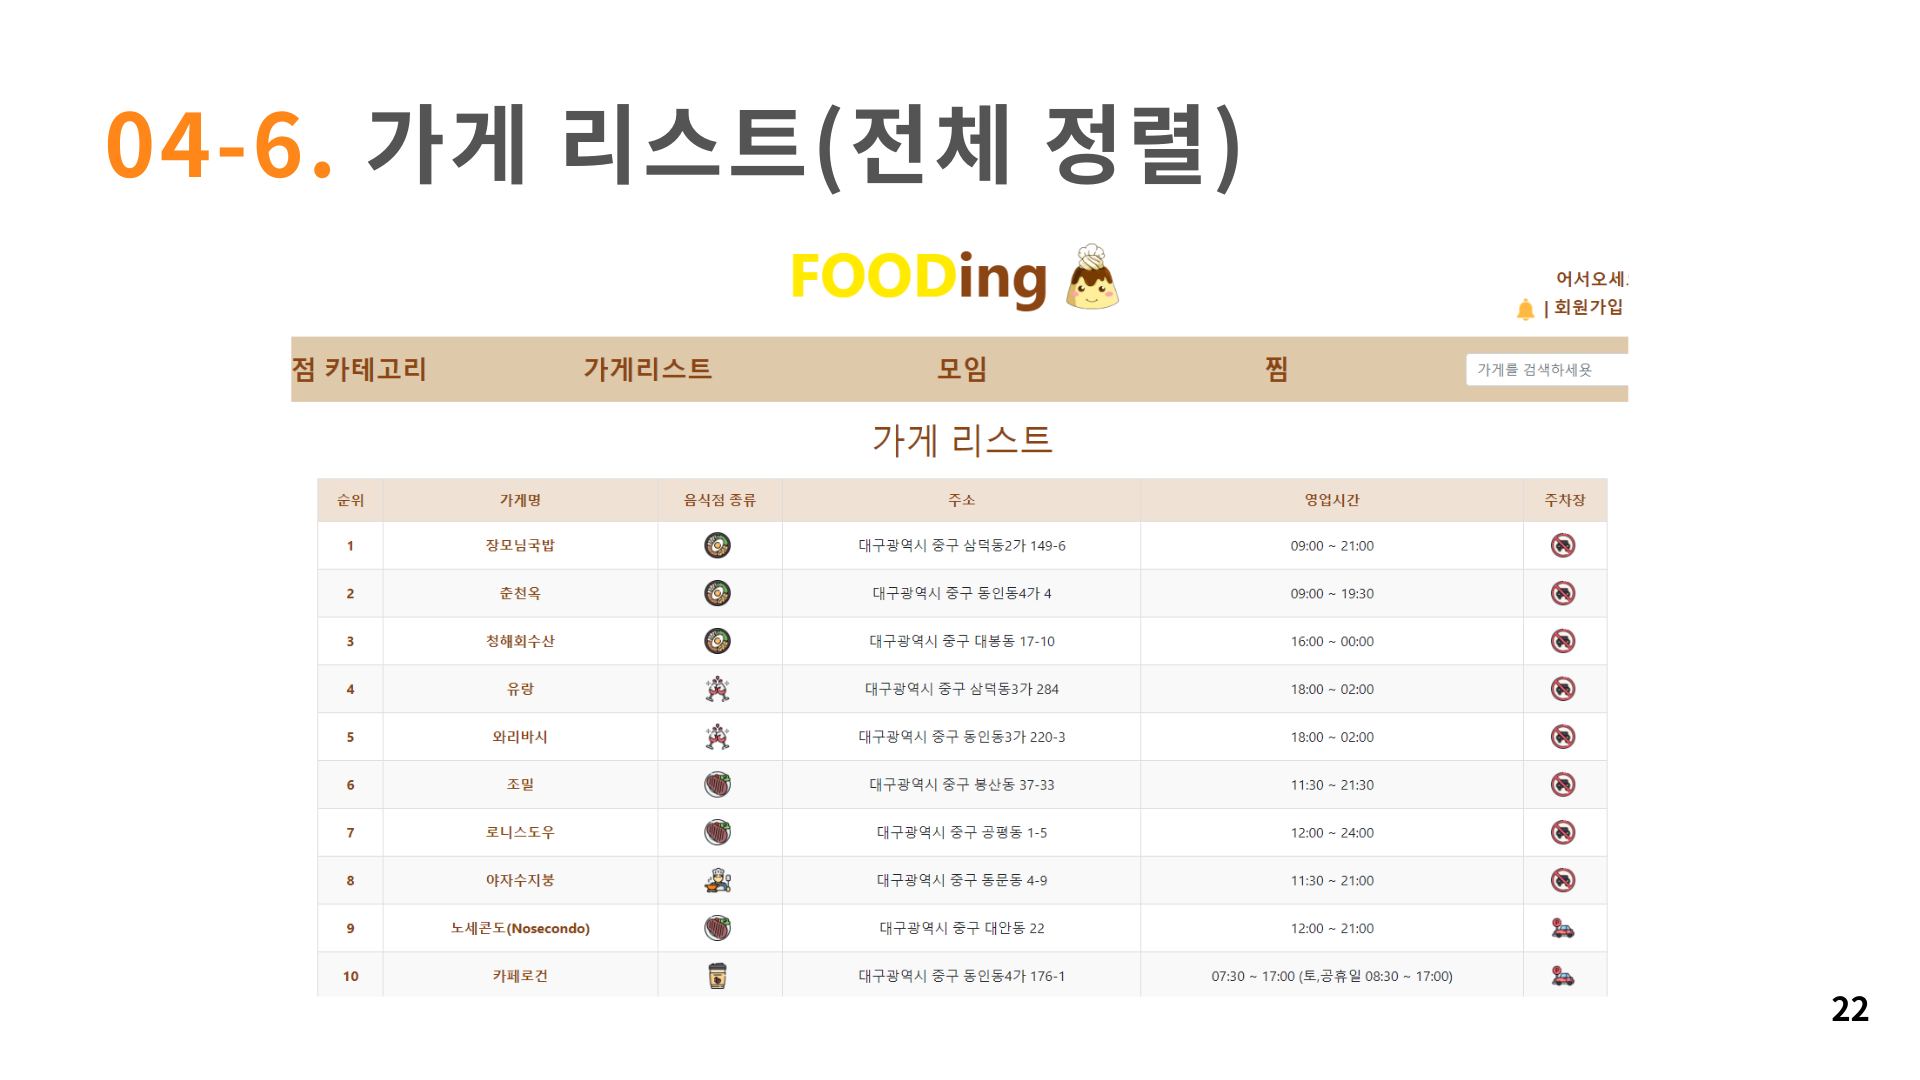 04-6. 가게 리스트(전체 정렬)
FOODing
어서오세
| 회원가입
점 카테고리 가게리스트 모임 찜 가게를 검색하세욧
가게 리스트
순위 가게명 음식점 종류 주소 영업시간 주차장
1 장모님국밥 대구광역시 중구 삼덕동2가 149-6 09:00 ~ 21:00
2 춘천옥 대구광역시 중구 동인동4가 4 09:00 ~ 19:30
3 청해회수산 대구광역시 중구 대봉동 17-10 16:00 ~ 00:00
4 유랑 대구광역시 중구 삼덕동3가 284 18:00 ~ 02:00
5 와리바시 대구광역시 중구 동인동3가 220-3 18:00 ~ 02:00
6 조밀 대구광역시 중구 봉산동 37-33 11:30 ~ 21:30
7 로니스도우 대구광역시 중구 공평동 1-5 12:00 ~ 24:00
8 야자수지붕 대구광역시 중구 동문동 4-9 11:30 ~ 21:00
9 노세콘도(Nosecondo) 대구광역시 중구 대안동 22 12:00 ~ 21:00
10 카페로건 대구광역시 중구 동인동4가 176-1 07:30 ~ 17:00 (토,공휴일 08:30 ~ 17:00)
22